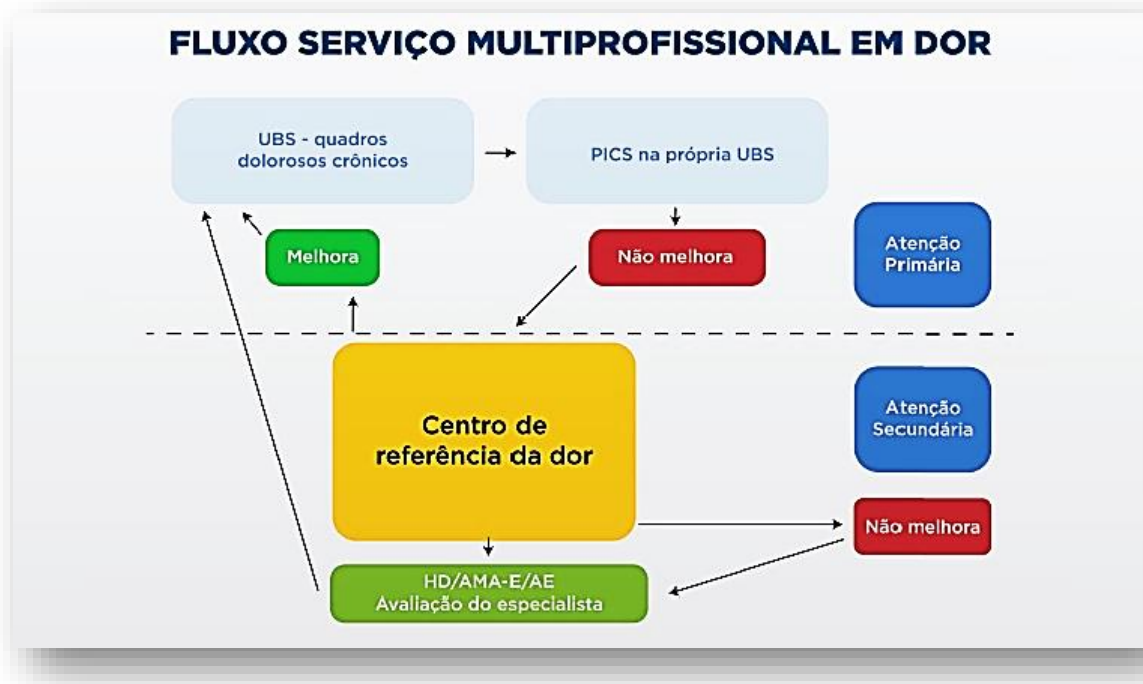 FLUXO SERVIÇO MULTIPROFISSIONAL EM DOR
UBS - quadros
dolorosos crônicos
PICS na própria UBS
Melhora
Não melhora
Atenção
Primária
Centro de
referência da dor
Atenção
Secundária
Não melhora
HD/AMA-E/AE
Avaliação do especialista